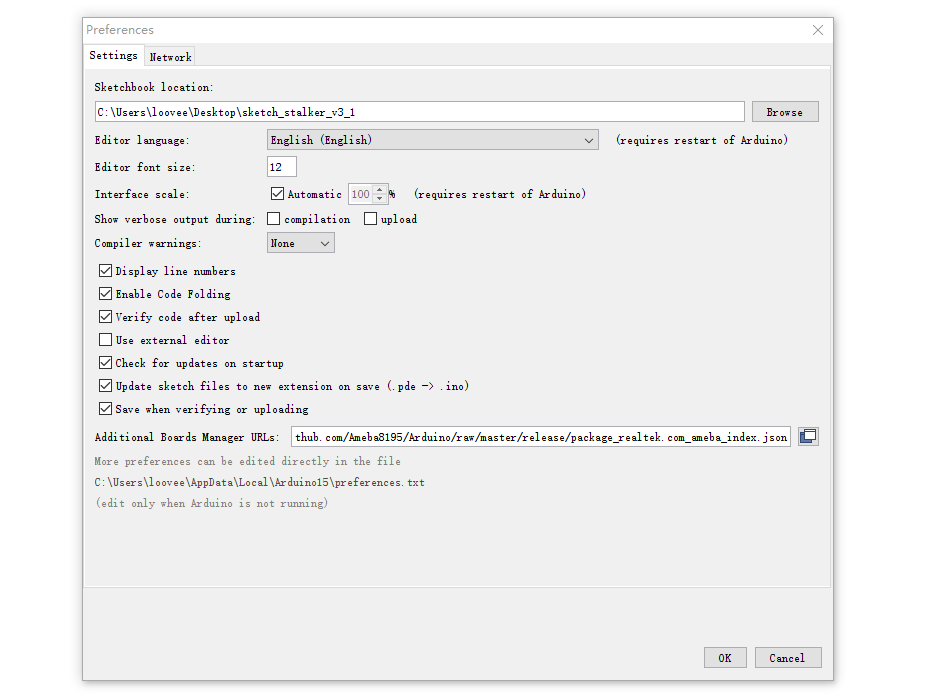 Preferences
Settings Network
Sketchbook location:
C:\Users\loovee\Desktop\sketch_stalker_v3_1 Browse
Editor language: English (English) (requires restart of Arduino)
Editor font size: 12
Interface scale: Automatic 100 % (requires restart of Arduino)
Show verbose output during: compilation upload
Compiler warnings: None
Display line numbers
Enable Code Folding
Verify code after upload
Use external editor
Check for updates on startup
Update sketch files to new extension on save (.pde -> .ino)
Save when verifying or uploading
Additional Boards Manager URLs: thub.com/Ameba8195/Arduino/raw/master/release/package_realtek.com_ameba_index.json
More preferences can be edited directly in the file
C:\Users\loovee\AppData\Local\Arduino15\preferences.txt
(edit only when Arduino is not running)
OK Cancel